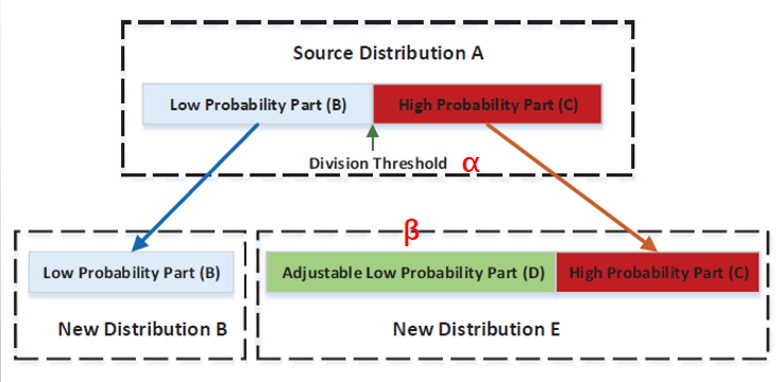 Source Distribution A
Low Probability Part (B) High Probability Part (C)
Division Threshold α
β
Low Probability Part (B) Adjustable Low Probability Part (D) High Probability Part (C)
New Distribution B New Distribution E